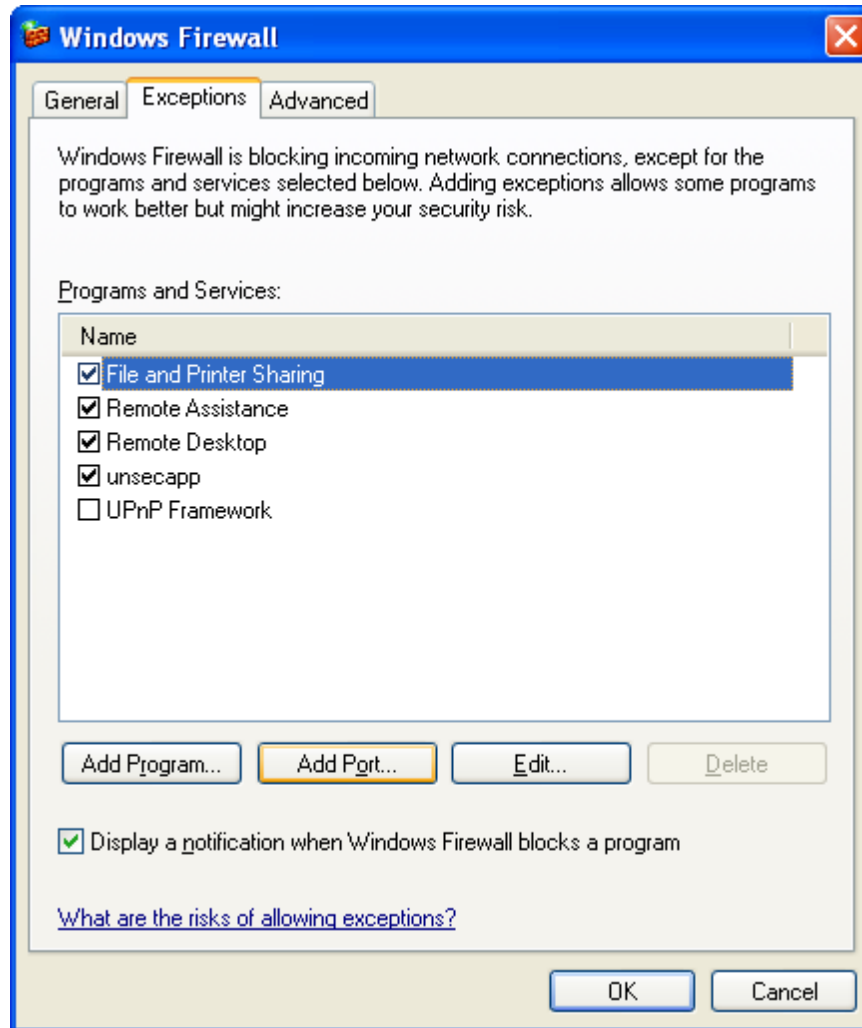 Windows Firewall
General
Exceptions
Advanced
Windows Firewall is blocking incoming network connections, except for the
programs and services selected below. Adding exceptions allows some programs
to work better but might increase your security risk.
Programs and Services:
Name
File and Printer Sharing
Remote Assistance
Remote Desktop
unsecapp
UPnP Framework
Add Program...
Add Port...
Edit...
Delete
Display a notification when Windows Firewall blocks a program
What are the risks of allowing exceptions?
OK
Cancel